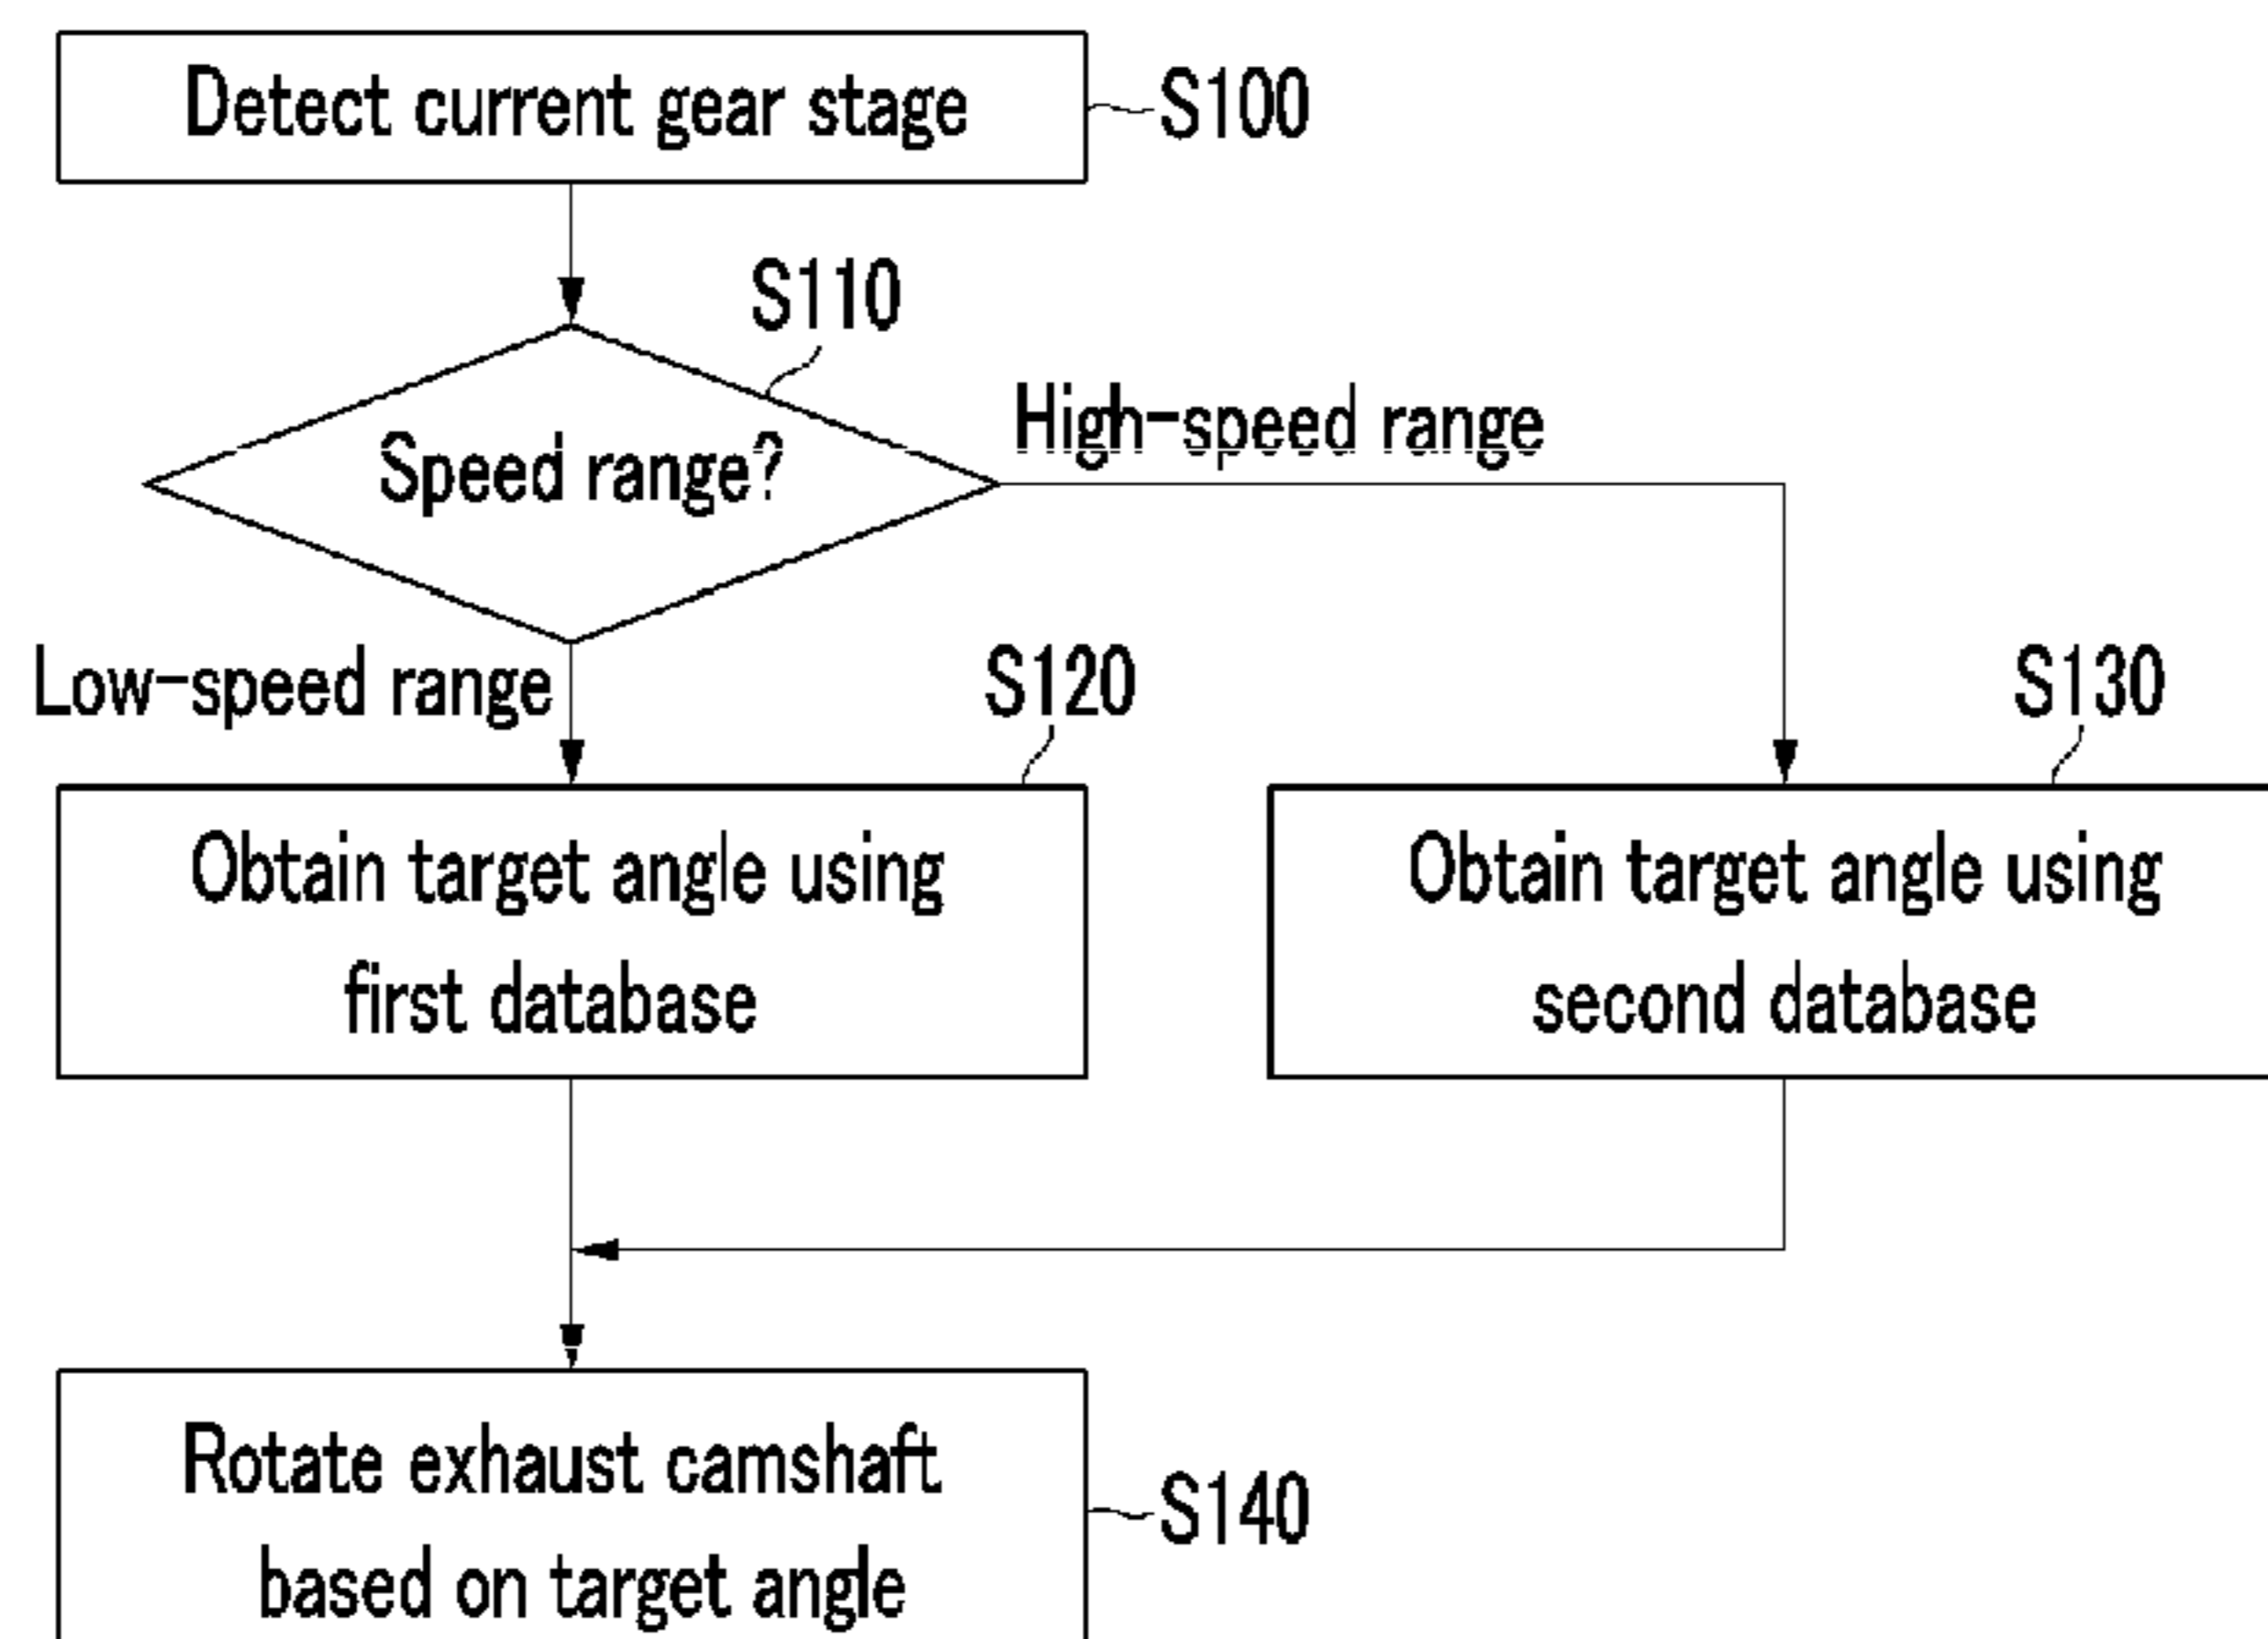 Detect current gear stage
S100
S110
Speed range?
High-speed range
Low-speed range
S120
S130
Obtain target angle using
first database
Obtain target angle using
second database
Rotate exhaust camshaft
based on target angle
S140